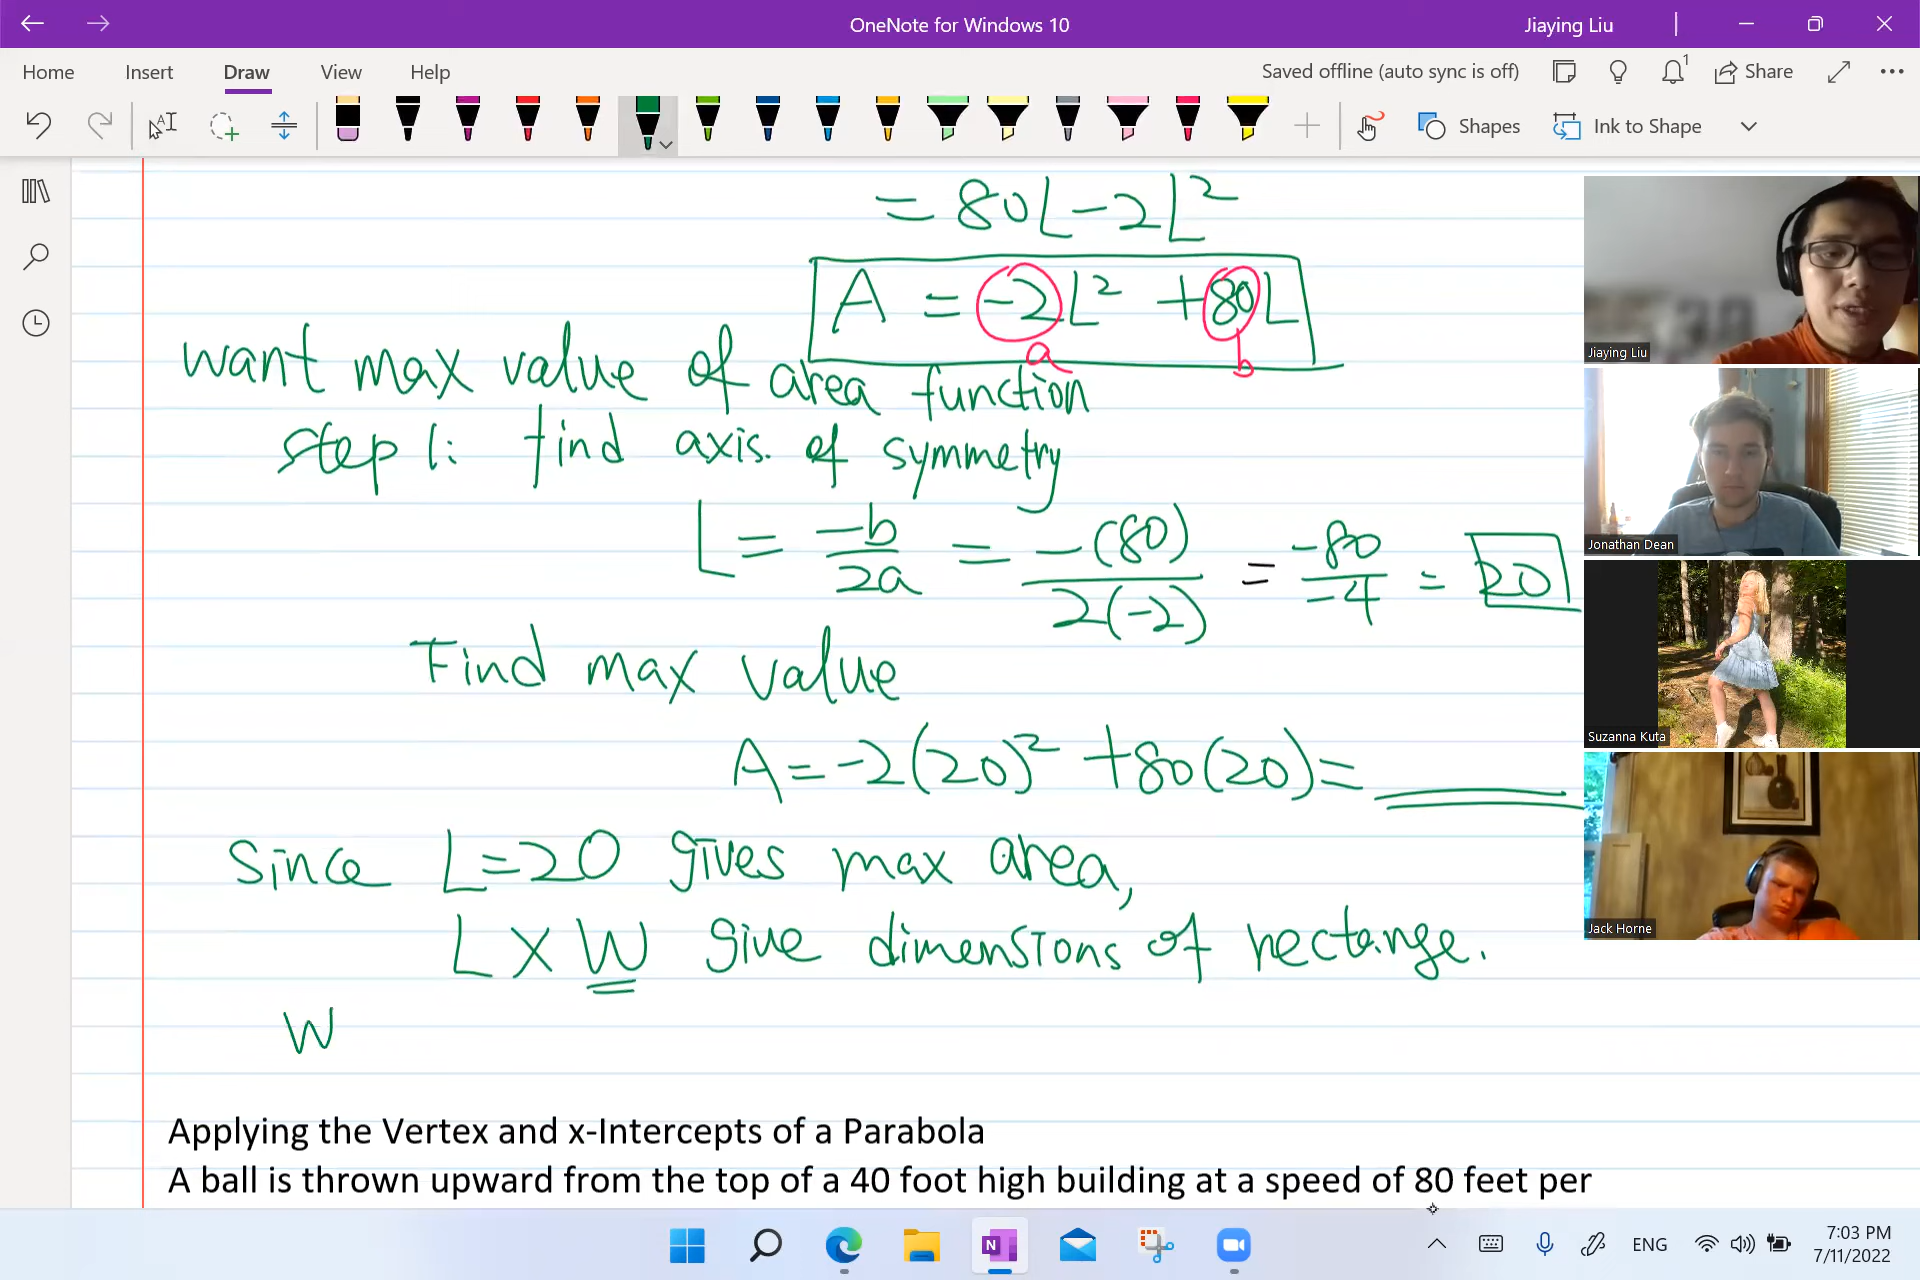 OneNote for Windows 10
Jiaying Liu
Home Insert Draw View Help
Saved offline (auto sync is off)
1
Share
Shapes
Ink to Shape
= 80L - 2L²
A = -2L² + 80L
a b
want max value of area function
step 1: find axis. of symmetry
L = -b/2a = -(80)/2(-2) = -80/-4 = 20
Find max value
A = -2(20)² + 80(20) =
Since L=20 gives max area,
L X W give dimensions of rectange.
W
Applying the Vertex and x-Intercepts of a Parabola
A ball is thrown upward from the top of a 40 foot high building at a speed of 80 feet per
Jiaying Liu
Jonathan Dean
Suzanna Kuta
Jack Horne
ENG
7:03 PM
7/11/2022